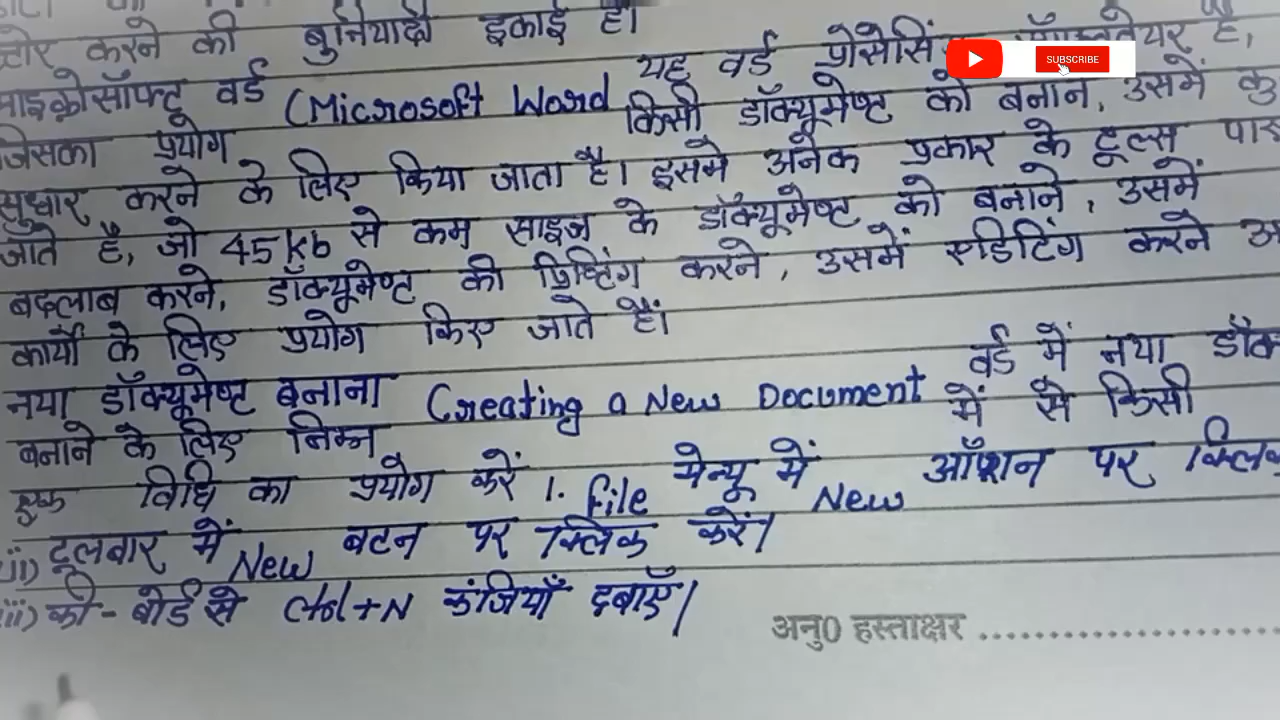 करने की बुनियादी इकाई है।
माइक्रोसॉफ्ट वर्ड (Microsoft Word यह वर्ड प्रोसेसिंग है,
जिसका प्रयोग किसी डॉक्यूमेण्ट को बनाने, उसमें कु
सुधार करने के लिए किया जाता है। इसमें अनेक प्रकार के टूल्स पाए
जाते है, जो 45kb से कम साइज के डॉक्यूमेण्ट को बनाने, उसमें
बदलाब करने, डॉक्यूमेण्ट की प्रिण्टिंग करने, उसमें एडिटिंग करने
कार्यों के लिए प्रयोग किए जाते हैं।
नया डॉक्यूमेण्ट बनाना Creating a New Document वर्ड में नया
बनाने के लिए निम्न में से किसी
एक विधि का प्रयोग करें 1. File मेन्यू में New ऑप्शन पर क्लिक
ii) टूलबार में New बटन पर क्लिक करें।
iii) की-बोर्ड से Ctrl+N कुंजियाँ दबाएँ।
अनु0 हस्ताक्षर ........................
SUBSCRIBE